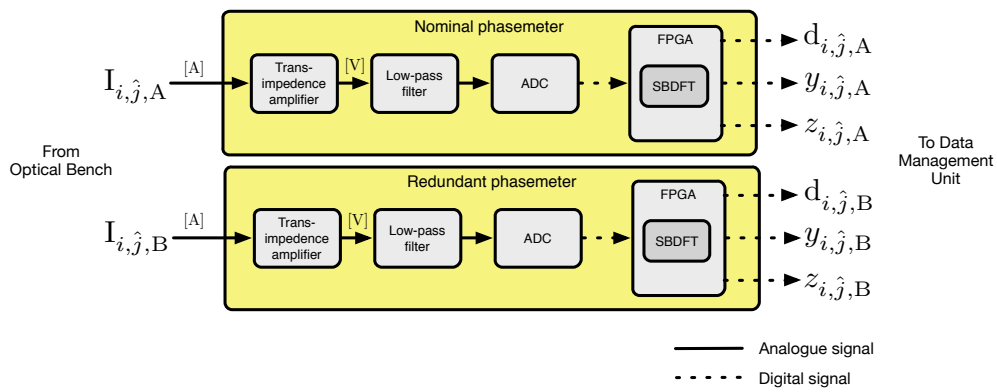 Nominal phasemeter
I_{i,ĵ,A}
[A]
Trans-
impedence
amplifier
[V]
Low-pass
filter
ADC
FPGA
SBDFT
d_{i,ĵ,A}
y_{i,ĵ,A}
z_{i,ĵ,A}
From
Optical Bench
To Data
Management
Unit
Redundant phasemeter
I_{i,ĵ,B}
[A]
Trans-
impedence
amplifier
[V]
Low-pass
filter
ADC
FPGA
SBDFT
d_{i,ĵ,B}
y_{i,ĵ,B}
z_{i,ĵ,B}
Analogue signal
Digital signal